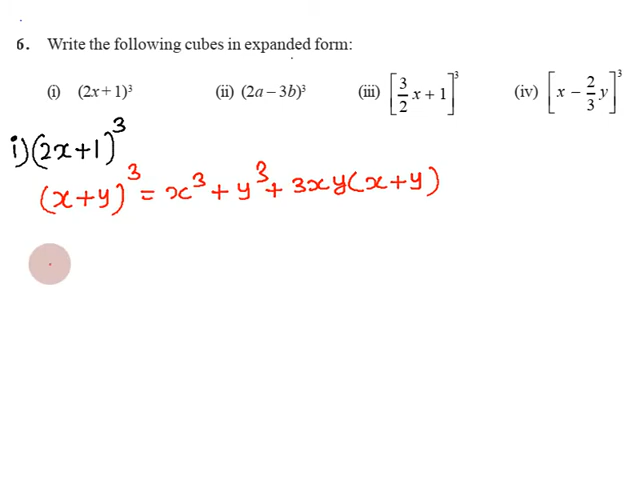 6. Write the following cubes in expanded form:
(i) (2x + 1)³ (ii) (2a – 3b)³ (iii) [3/2 x + 1]³ (iv) [x – 2/3 y]³
i) (2x+1)³
(x+y)³ = x³ + y³ + 3xy(x+y)